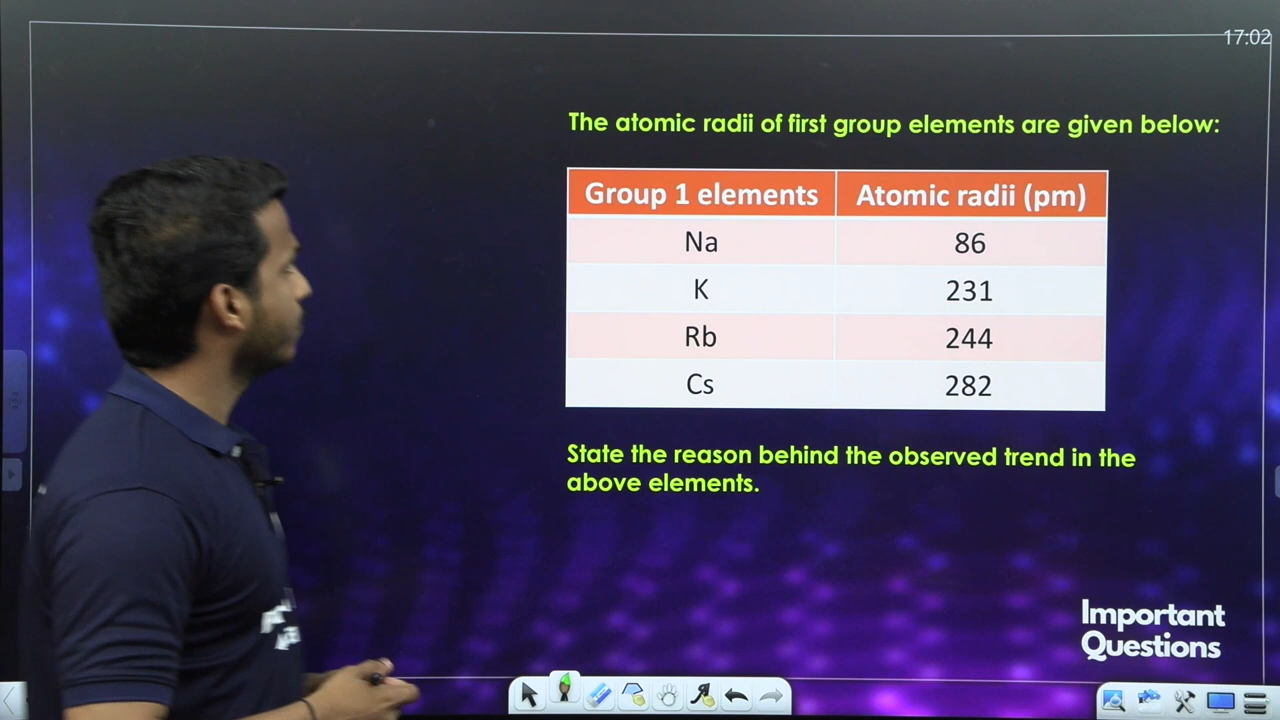 17:02
The atomic radii of first group elements are given below:
Group 1 elements Atomic radii (pm)
Na 86
K 231
Rb 244
Cs 282
State the reason behind the observed trend in the
above elements.
Important
Questions